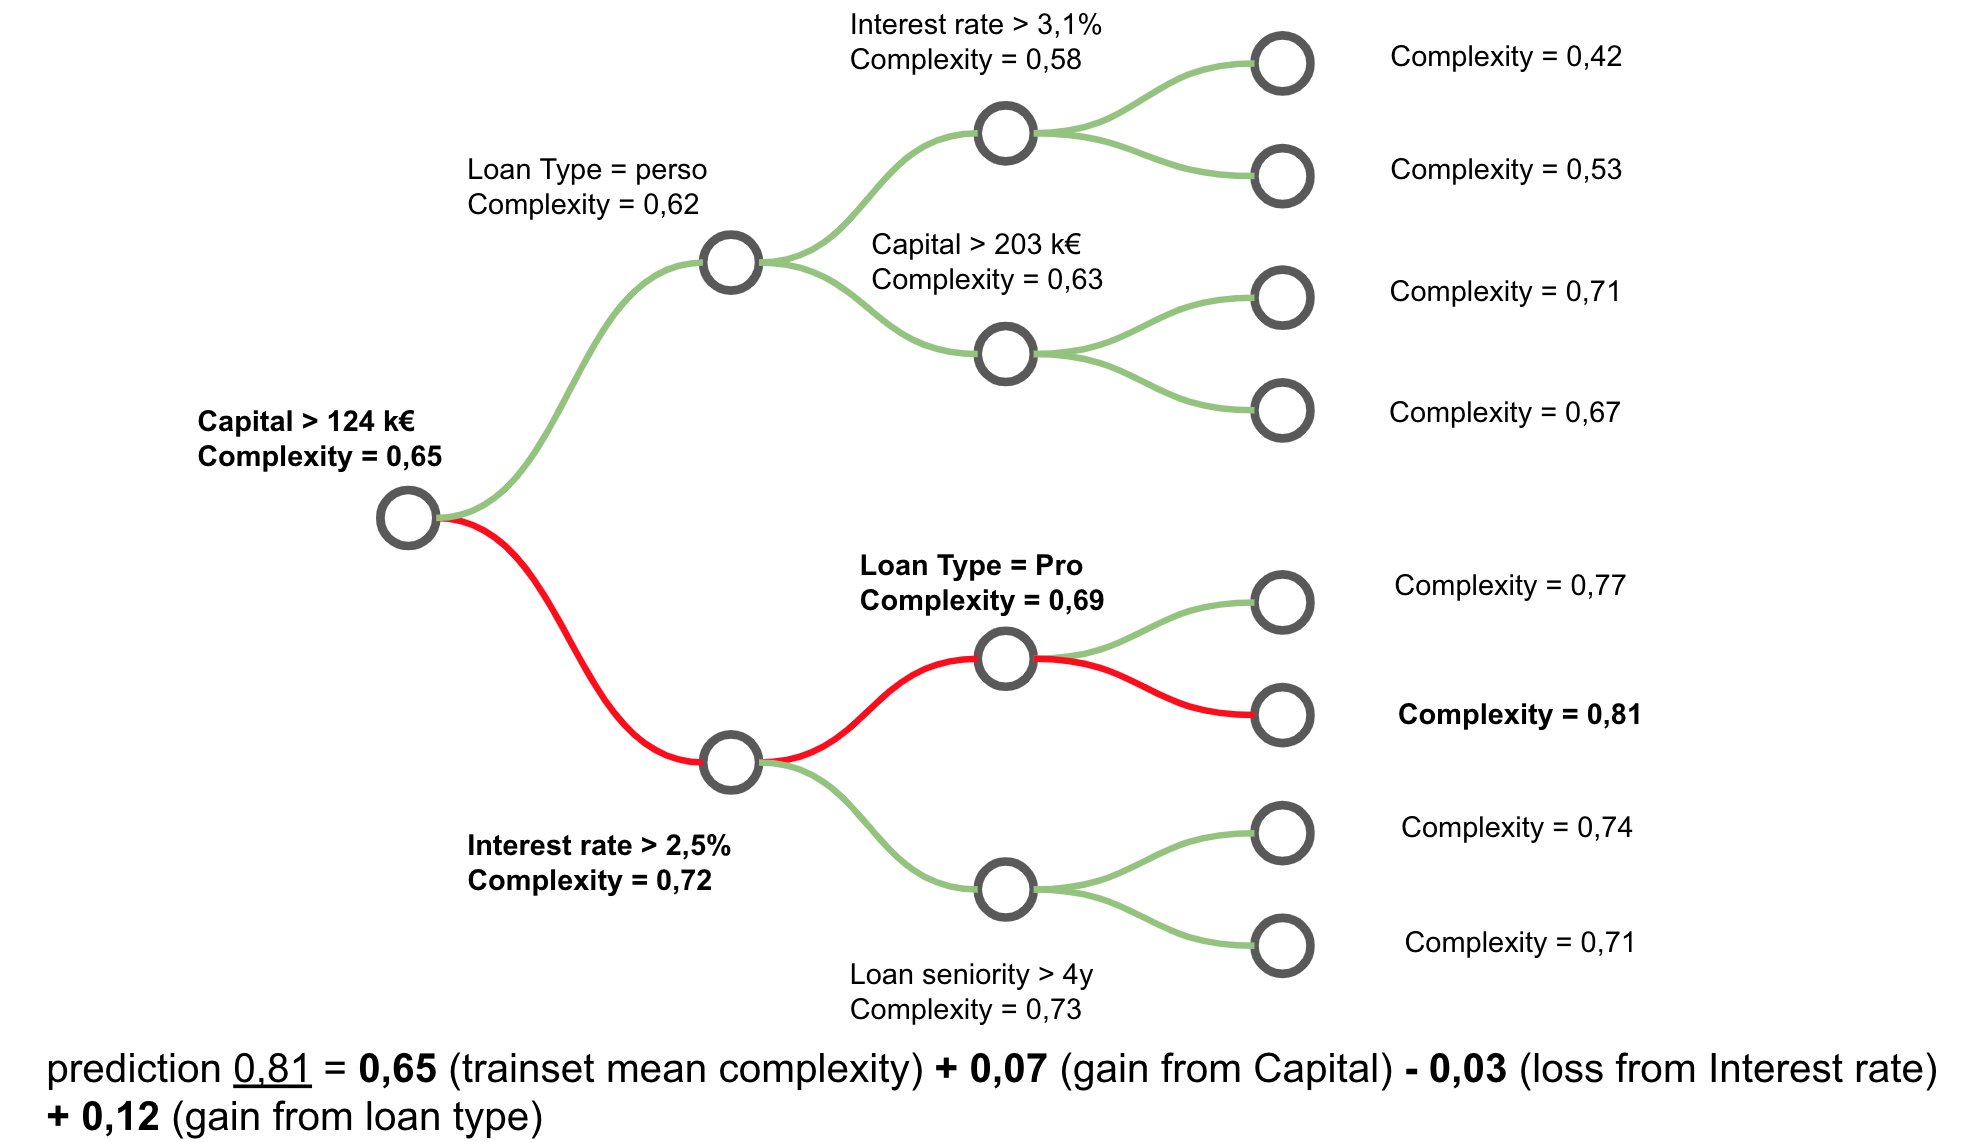 Interest rate > 3,1%
Complexity = 0,58
Complexity = 0,42
Complexity = 0,53
Loan Type = perso
Complexity = 0,62
Capital > 203 k€
Complexity = 0,63
Complexity = 0,71
Complexity = 0,67
Capital > 124 k€
Complexity = 0,65
Loan Type = Pro
Complexity = 0,69
Complexity = 0,77
Complexity = 0,81
Interest rate > 2,5%
Complexity = 0,72
Complexity = 0,74
Complexity = 0,71
Loan seniority > 4y
Complexity = 0,73
prediction 0,81 = 0,65 (trainset mean complexity) + 0,07 (gain from Capital) - 0,03 (loss from Interest rate)
+ 0,12 (gain from loan type)